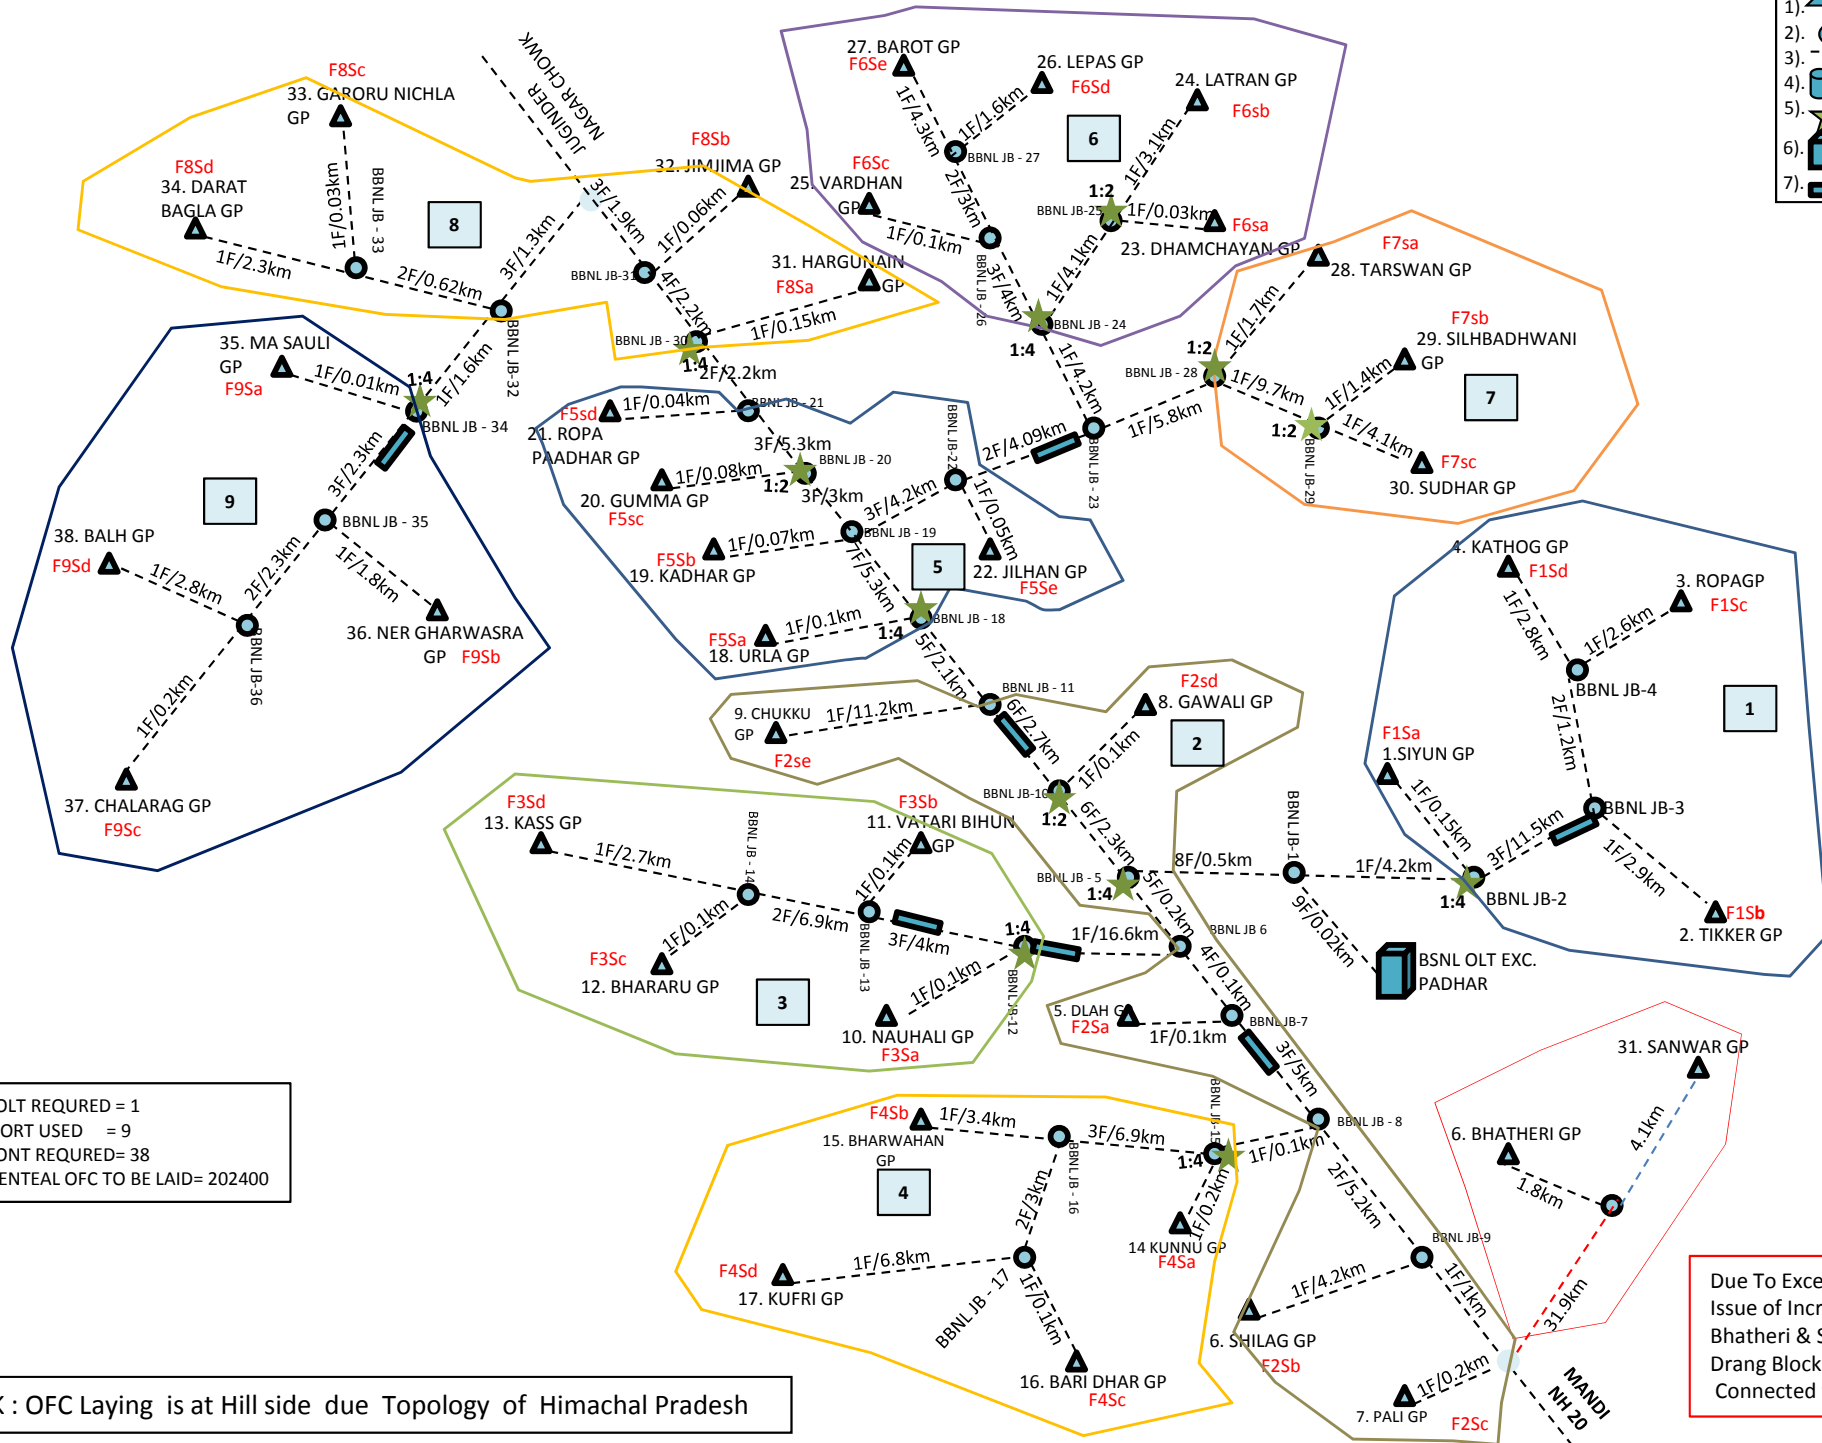 1).
2).
3).
4).
5).
6).
7).
JUGINDER
NAGAR CHOWK
F8Sc
33. GARORU NICHLA
GP
F8Sd
34. DARAT
BAGLA GP
BBNL JB - 33
1F/0.03km
1F/2.3km
2F/0.62km
8
3F/1.3km
3F/1.9km
F8Sb
32. JIMJIMA GP
1F/0.06km
BBNL JB-31
4F/2.2km
31. HARGUNAIN
GP
F8Sa
1F/0.15km
BBNL JB - 30
1:4
BBNL JB-32
1F/1.6km
27. BAROT GP
F6Se
26. LEPAS GP
F6Sd
24. LATRAN GP
F6sb
1F/4.3km
1F/1.6km
6
1F/3.1km
BBNL JB - 27
F6Sc
25. VARDHAN
GP
2F/3km
1:2
BBNL JB-25
1F/0.03km
F6sa
23. DHAMCHAYAN GP
1F/0.1km
BBNL JB - 26
3F/4km
1F/4.1km
BBNL JB - 24
1:4
1F/4.2km
F7sa
28. TARSWAN GP
1F/1.7km
F7sb
29. SILHBADHWANI
GP
1:2
BBNL JB - 28
1F/9.7km
1F/1.4km
7
1F/5.8km
1:2
1F/4.1km
F7sc
BBNL JB-29
30. SUDHAR GP
35. MA SAULI
GP
F9Sa
1F/0.01km
1:4
BBNL JB - 34
3F/2.3km
9
BBNL JB - 35
38. BALH GP
F9Sd
1F/2.8km
2F/2.3km
1F/1.8km
36. NER GHARWASRA
GP
F9Sb
BBNL JB-36
1F/0.2km
37. CHALARAG GP
F9Sc
2F/2.2km
BBNL JB - 21
F5sd
1F/0.04km
21. ROPA
PAADHAR GP
3F/5.3km
BBNL JB - 20
1F/0.08km
1:2
20. GUMMA GP
F5sc
3F/3km
BBNL JB-22
2F/4.09km
BBNL JB - 23
3F/4.2km
BBNL JB - 19
1F/0.05km
F5Sb
1F/0.07km
19. KADHAR GP
7F/5.3km
5
22. JILHAN GP
F5Se
1F/0.1km
F5Sa
18. URLA GP
1:4
BBNL JB - 18
5F/2.1km
BBNL JB - 11
9. CHUKKU
GP
1F/11.2km
F2se
6F/2.7km
F2sd
8. GAWALI GP
2
1F/0.1km
BBNL JB-10
1:2
6F/2.3km
4. KATHOG GP
F1Sd
3. ROPAGP
F1Sc
1F/2.8km
1F/2.6km
BBNL JB-4
1
F1Sa
1.SIYUN GP
2F/1.2km
1F/0.15km
BBNL JB-3
3F/11.5km
1F/2.9km
1:4
BBNL JB-2
F1Sb
2. TIKKER GP
BBNL JB-1
8F/0.5km
1F/4.2km
9F/0.02km
BSNL OLT EXC.
PADHAR
BBNL JB - 5
1:4
5F/0.2km
BBNL JB 6
F3Sd
13. KASS GP
F3Sb
11. VATARI BIHUN
GP
BBNL JB - 14
1F/2.7km
1F/0.1km
1F/0.1km
2F/6.9km
BBNL JB -13
3F/4km
1:4
1F/16.6km
F3Sc
12. BHARARU GP
3
1F/0.1km
BBNL JB-12
10. NAUHALI GP
F3Sa
4F/0.1km
5. DLAH G
F2Sa
1F/0.1km
BBNL JB-7
3F/5km
BBNL JB - 8
F4Sb
15. BHARWAHAN
GP
1F/3.4km
3F/6.9km
BBNL JB-15
1:4
1F/0.1km
4
BBNL JB - 16
2F/3km
1F/0.2km
14 KUNNU GP
F4Sa
F4Sd
17. KUFRI GP
1F/6.8km
BBNL JB - 17
1F/0.1km
16. BARI DHAR GP
F4Sc
2F/5.2km
BBNL JB-9
1F/4.2km
6. SHILAG GP
F2Sb
1F/1km
1F/0.2km
7. PALI GP
F2Sc
MANDI
NH 20
31. SANWAR GP
4.1km
6. BHATHERI GP
1.8km
31.9km
Due To Exce
Issue of Incr
Bhatheri & S
Drang Block
Connected
OLT REQURED = 1
ORT USED = 9
ONT REQURED= 38
ENTEAL OFC TO BE LAID= 202400
K : OFC Laying is at Hill side due Topology of Himachal Pradesh